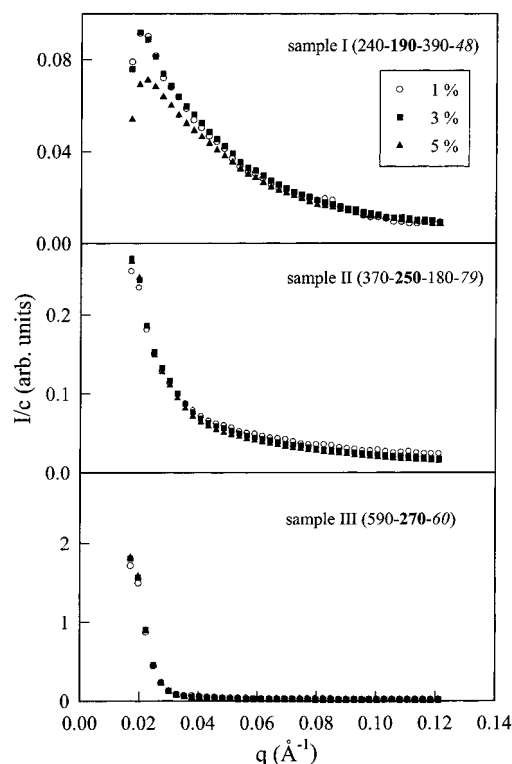 sample I (240-190-390-48)
1 %
3 %
5 %
0.08
0.04
0.00
sample II (370-250-180-79)
0.2
0.1
0.0
I/c (arb. units)
sample III (590-270-60)
2
1
0
0.00 0.02 0.04 0.06 0.08 0.10 0.12 0.14
q (Å-1)